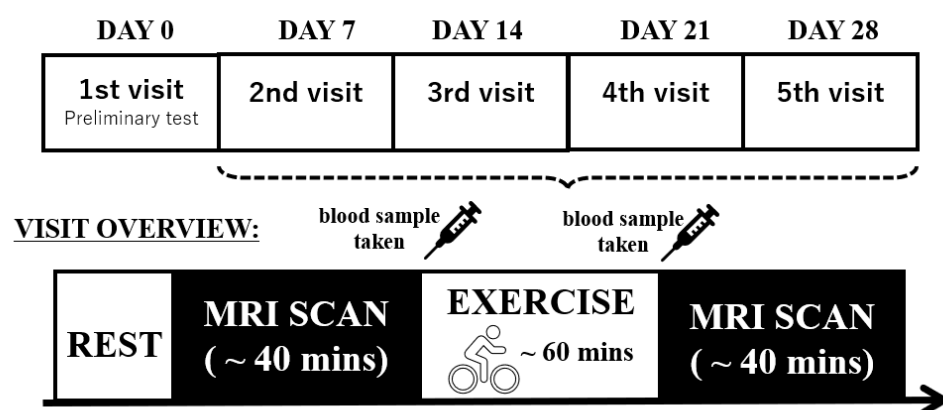 DAY 0 DAY 7 DAY 14 DAY 21 DAY 28
1st visit 2nd visit 3rd visit 4th visit 5th visit
Preliminary test
VISIT OVERVIEW:
blood sample
taken
blood sample
taken
REST
MRI SCAN
( ~ 40 mins)
EXERCISE
~ 60 mins
MRI SCAN
( ~ 40 mins)